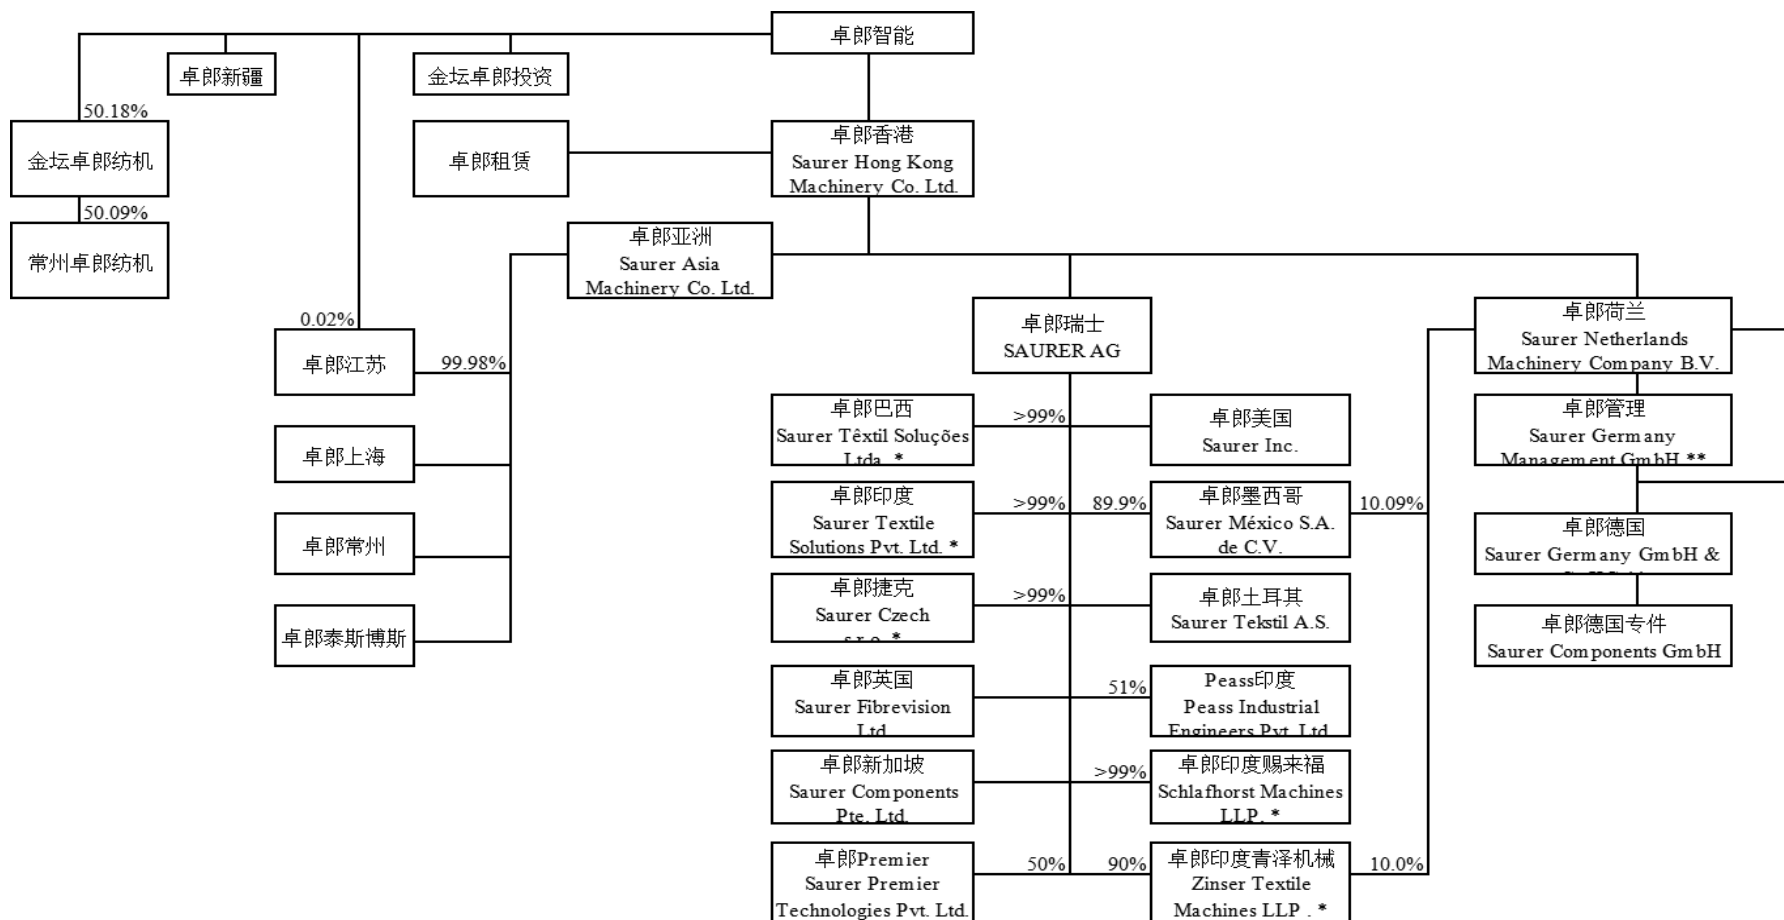 卓郎智能
卓郎新疆
金坛卓郎投资
50.18%
金坛卓郎纺机
卓郎租赁
卓郎香港
Saurer Hong Kong
Machinery Co. Ltd.
50.09%
常州卓郎纺机
卓郎亚洲
Saurer Asia
Machinery Co. Ltd.
0.02%
卓郎江苏
99.98%
卓郎上海
卓郎常州
卓郎泰斯博斯
卓郎瑞士
SAURER AG
卓郎荷兰
Saurer Netherlands
Machinery Company B.V.
卓郎巴西
Saurer Têxtil Soluções
Ltda. *
>99%
卓郎美国
Saurer Inc.
卓郎管理
Saurer Germany
Management GmbH **
卓郎印度
Saurer Textile
Solutions Pvt. Ltd. *
>99%
89.9%
卓郎墨西哥
Saurer México S.A.
de C.V.
10.09%
卓郎德国
Saurer Germany GmbH &
卓郎捷克
Saurer Czech
s.r.o. *
>99%
卓郎土耳其
Saurer Tekstil A.S.
卓郎德国专件
Saurer Components GmbH
卓郎英国
Saurer Fibrevision
Ltd.
51%
Peass印度
Peass Industrial
Engineers Pvt. Ltd.
卓郎新加坡
Saurer Components
Pte. Ltd.
>99%
卓郎印度赐来福
Schlafhorst Machines
LLP. *
卓郎Premier
Saurer Premier
Technologies Pvt. Ltd.
50%
90%
卓郎印度青泽机械
Zinser Textile
Machines LLP . *
10.0%